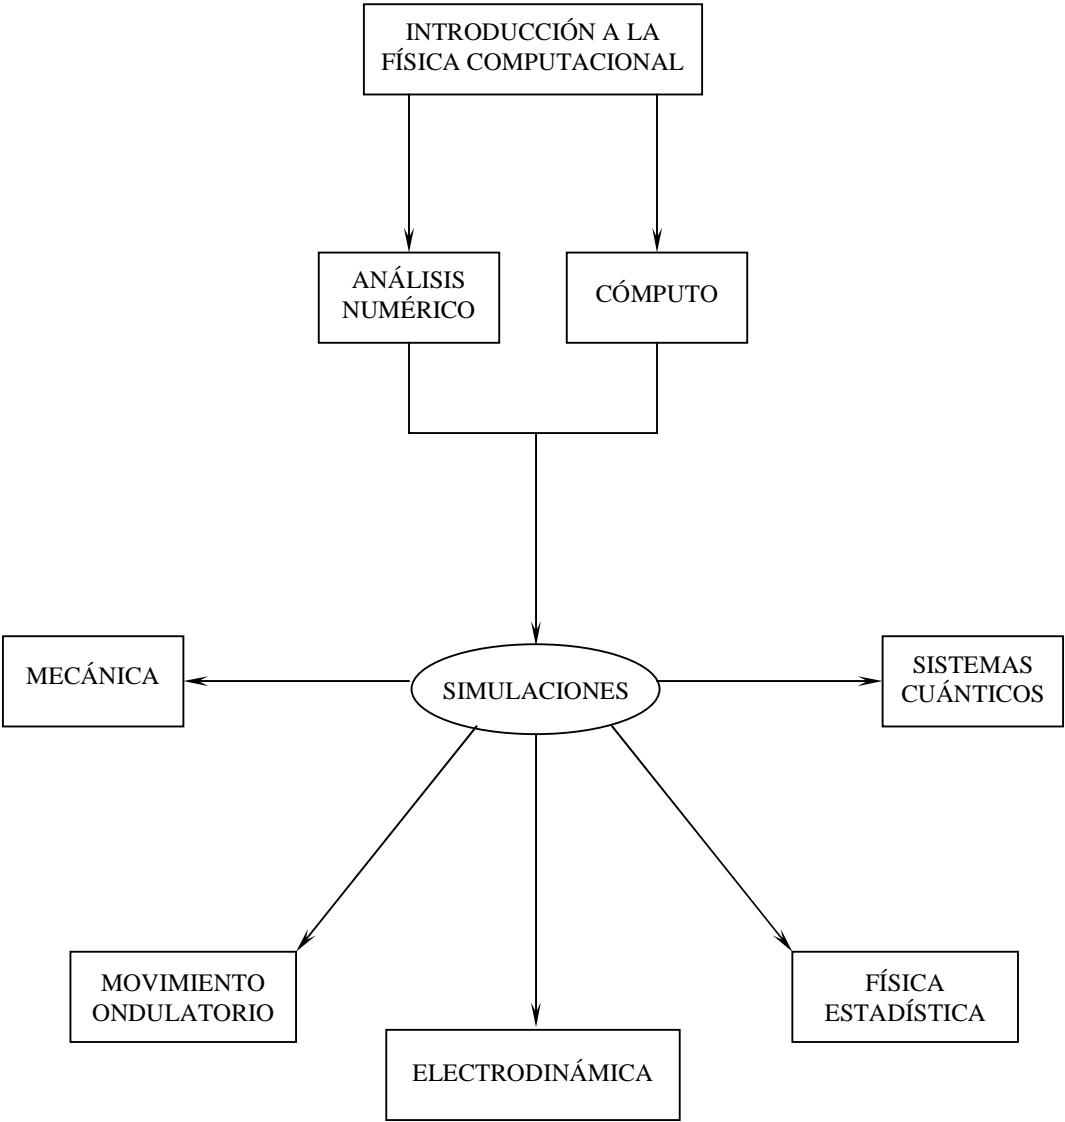 INTRODUCCIÓN A LA
FÍSICA COMPUTACIONAL
ANÁLISIS
NUMÉRICO
CÓMPUTO
MECÁNICA
SIMULACIONES
SISTEMAS
CUÁNTICOS
MOVIMIENTO
ONDULATORIO
ELECTRODINÁMICA
FÍSICA
ESTADÍSTICA